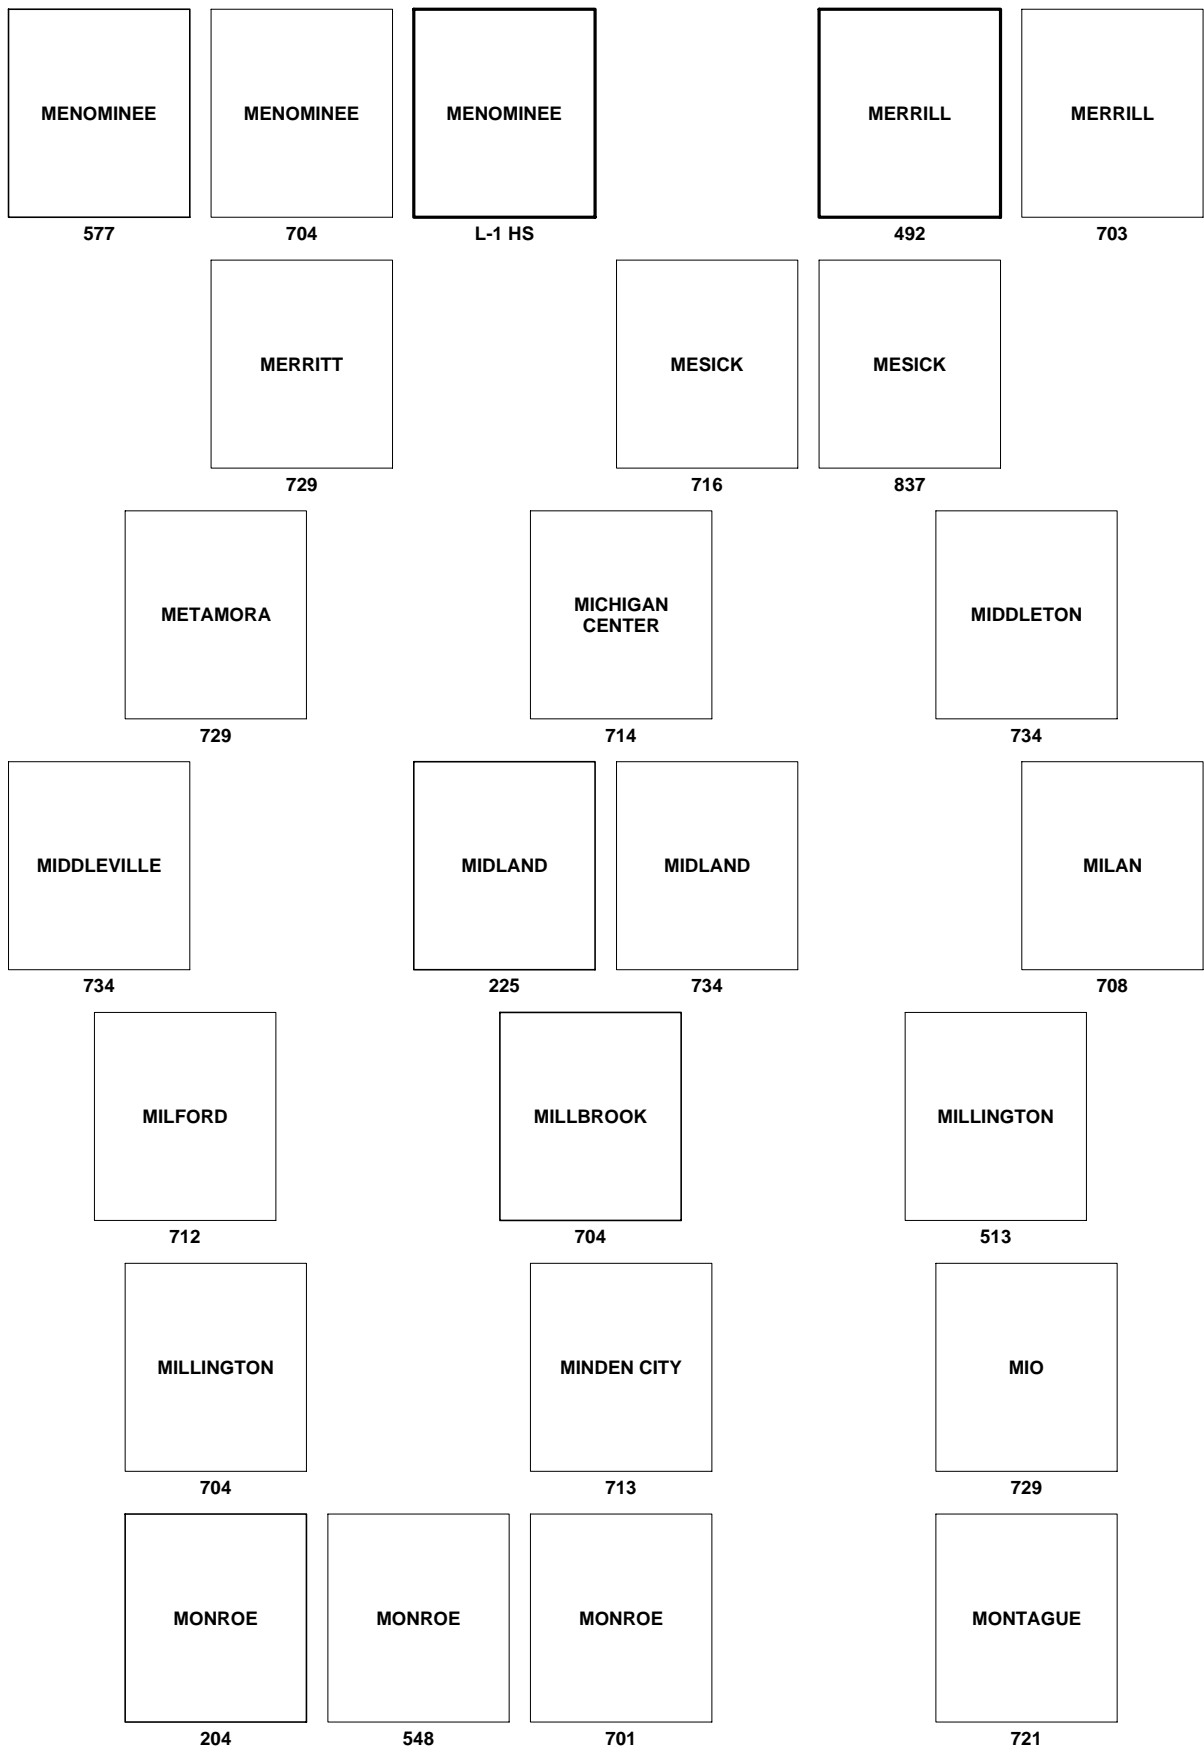 MENOMINEE MENOMINEE MENOMINEE MERRILL MERRILL
577 704 L-1 HS 492 703
MERRITT MESICK MESICK
729 716 837
METAMORA MICHIGAN CENTER MIDDLETON
729 714 734
MIDDLEVILLE MIDLAND MIDLAND MILAN
734 225 734 708
MILFORD MILLBROOK MILLINGTON
712 704 513
MILLINGTON MINDEN CITY MIO
704 713 729
MONROE MONROE MONROE MONTAGUE
204 548 701 721